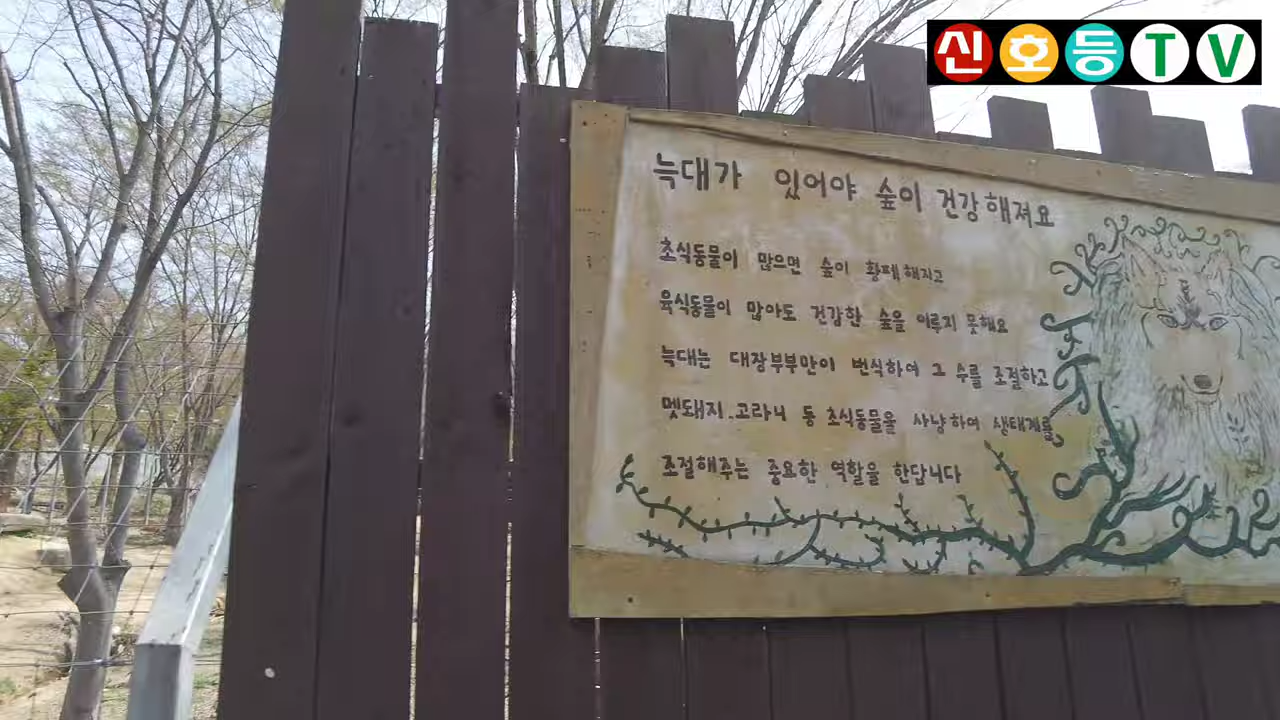 신호등TV
늑대가 있어야 숲이 건강해져요
초식동물이 많으면 숲이 황폐해지고
육식동물이 많아도 건강한 숲을 이루지 못해요
늑대는 대장부부만이 번식하여 그 수를 조절하고
멧돼지.고라니 등 초식동물을 사냥하여 생태계를
조절해주는 중요한 역할을 한답니다